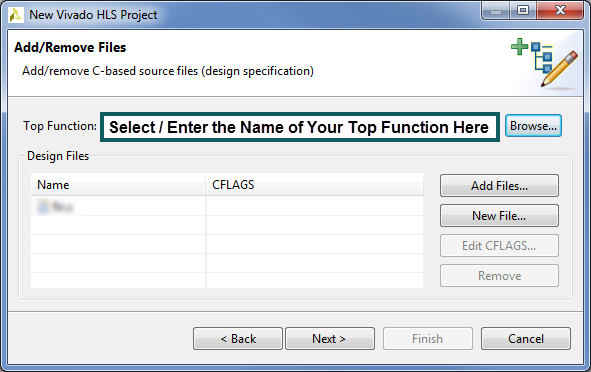 New Vivado HLS Project
Add/Remove Files
Add/remove C-based source files (design specification)
Top Function: Select / Enter the Name of Your Top Function Here Browse...
Design Files
Name CFLAGS
Add Files...
New File...
Edit CFLAGS...
Remove
< Back Next > Finish Cancel